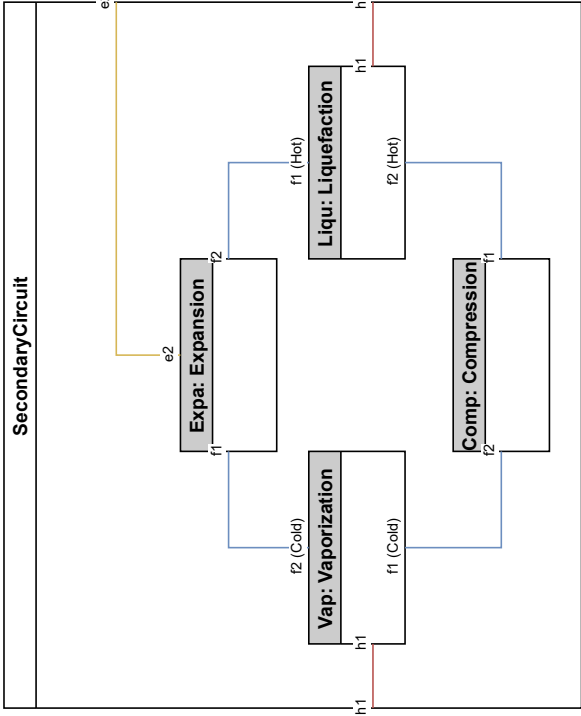 SecondaryCircuit
e
h
e2
Expa: Expansion
f1
f2
h1
f1 (Hot)
Liqu: Liquefaction
f2 (Hot)
f2 (Cold)
Vap: Vaporization
f1 (Cold)
h1
h1
Comp: Compression
f2
f1